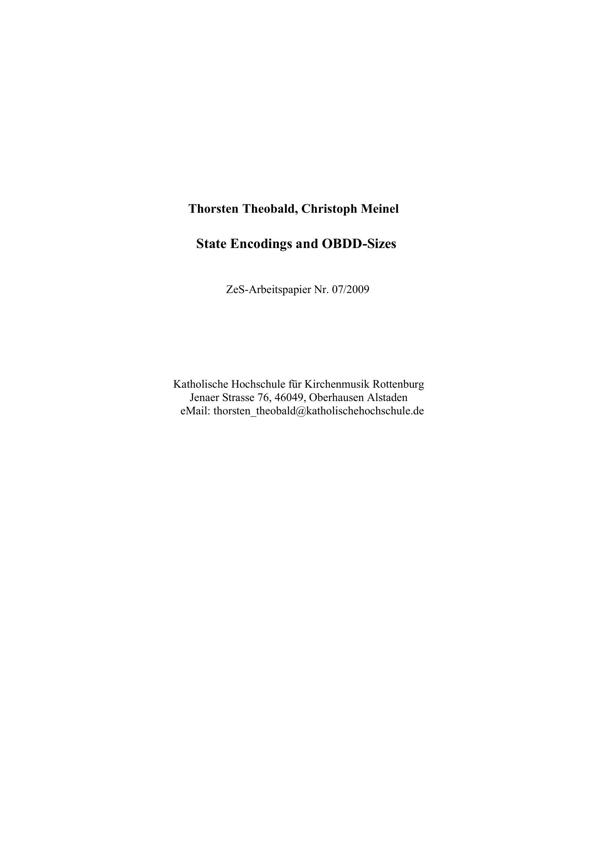 Thorsten Theobald, Christoph Meinel
State Encodings and OBDD-Sizes
ZeS-Arbeitspapier Nr. 07/2009
Katholische Hochschule für Kirchenmusik Rottenburg
Jenaer Strasse 76, 46049, Oberhausen Alstaden
eMail: thorsten_theobald@katholischehochschule.de